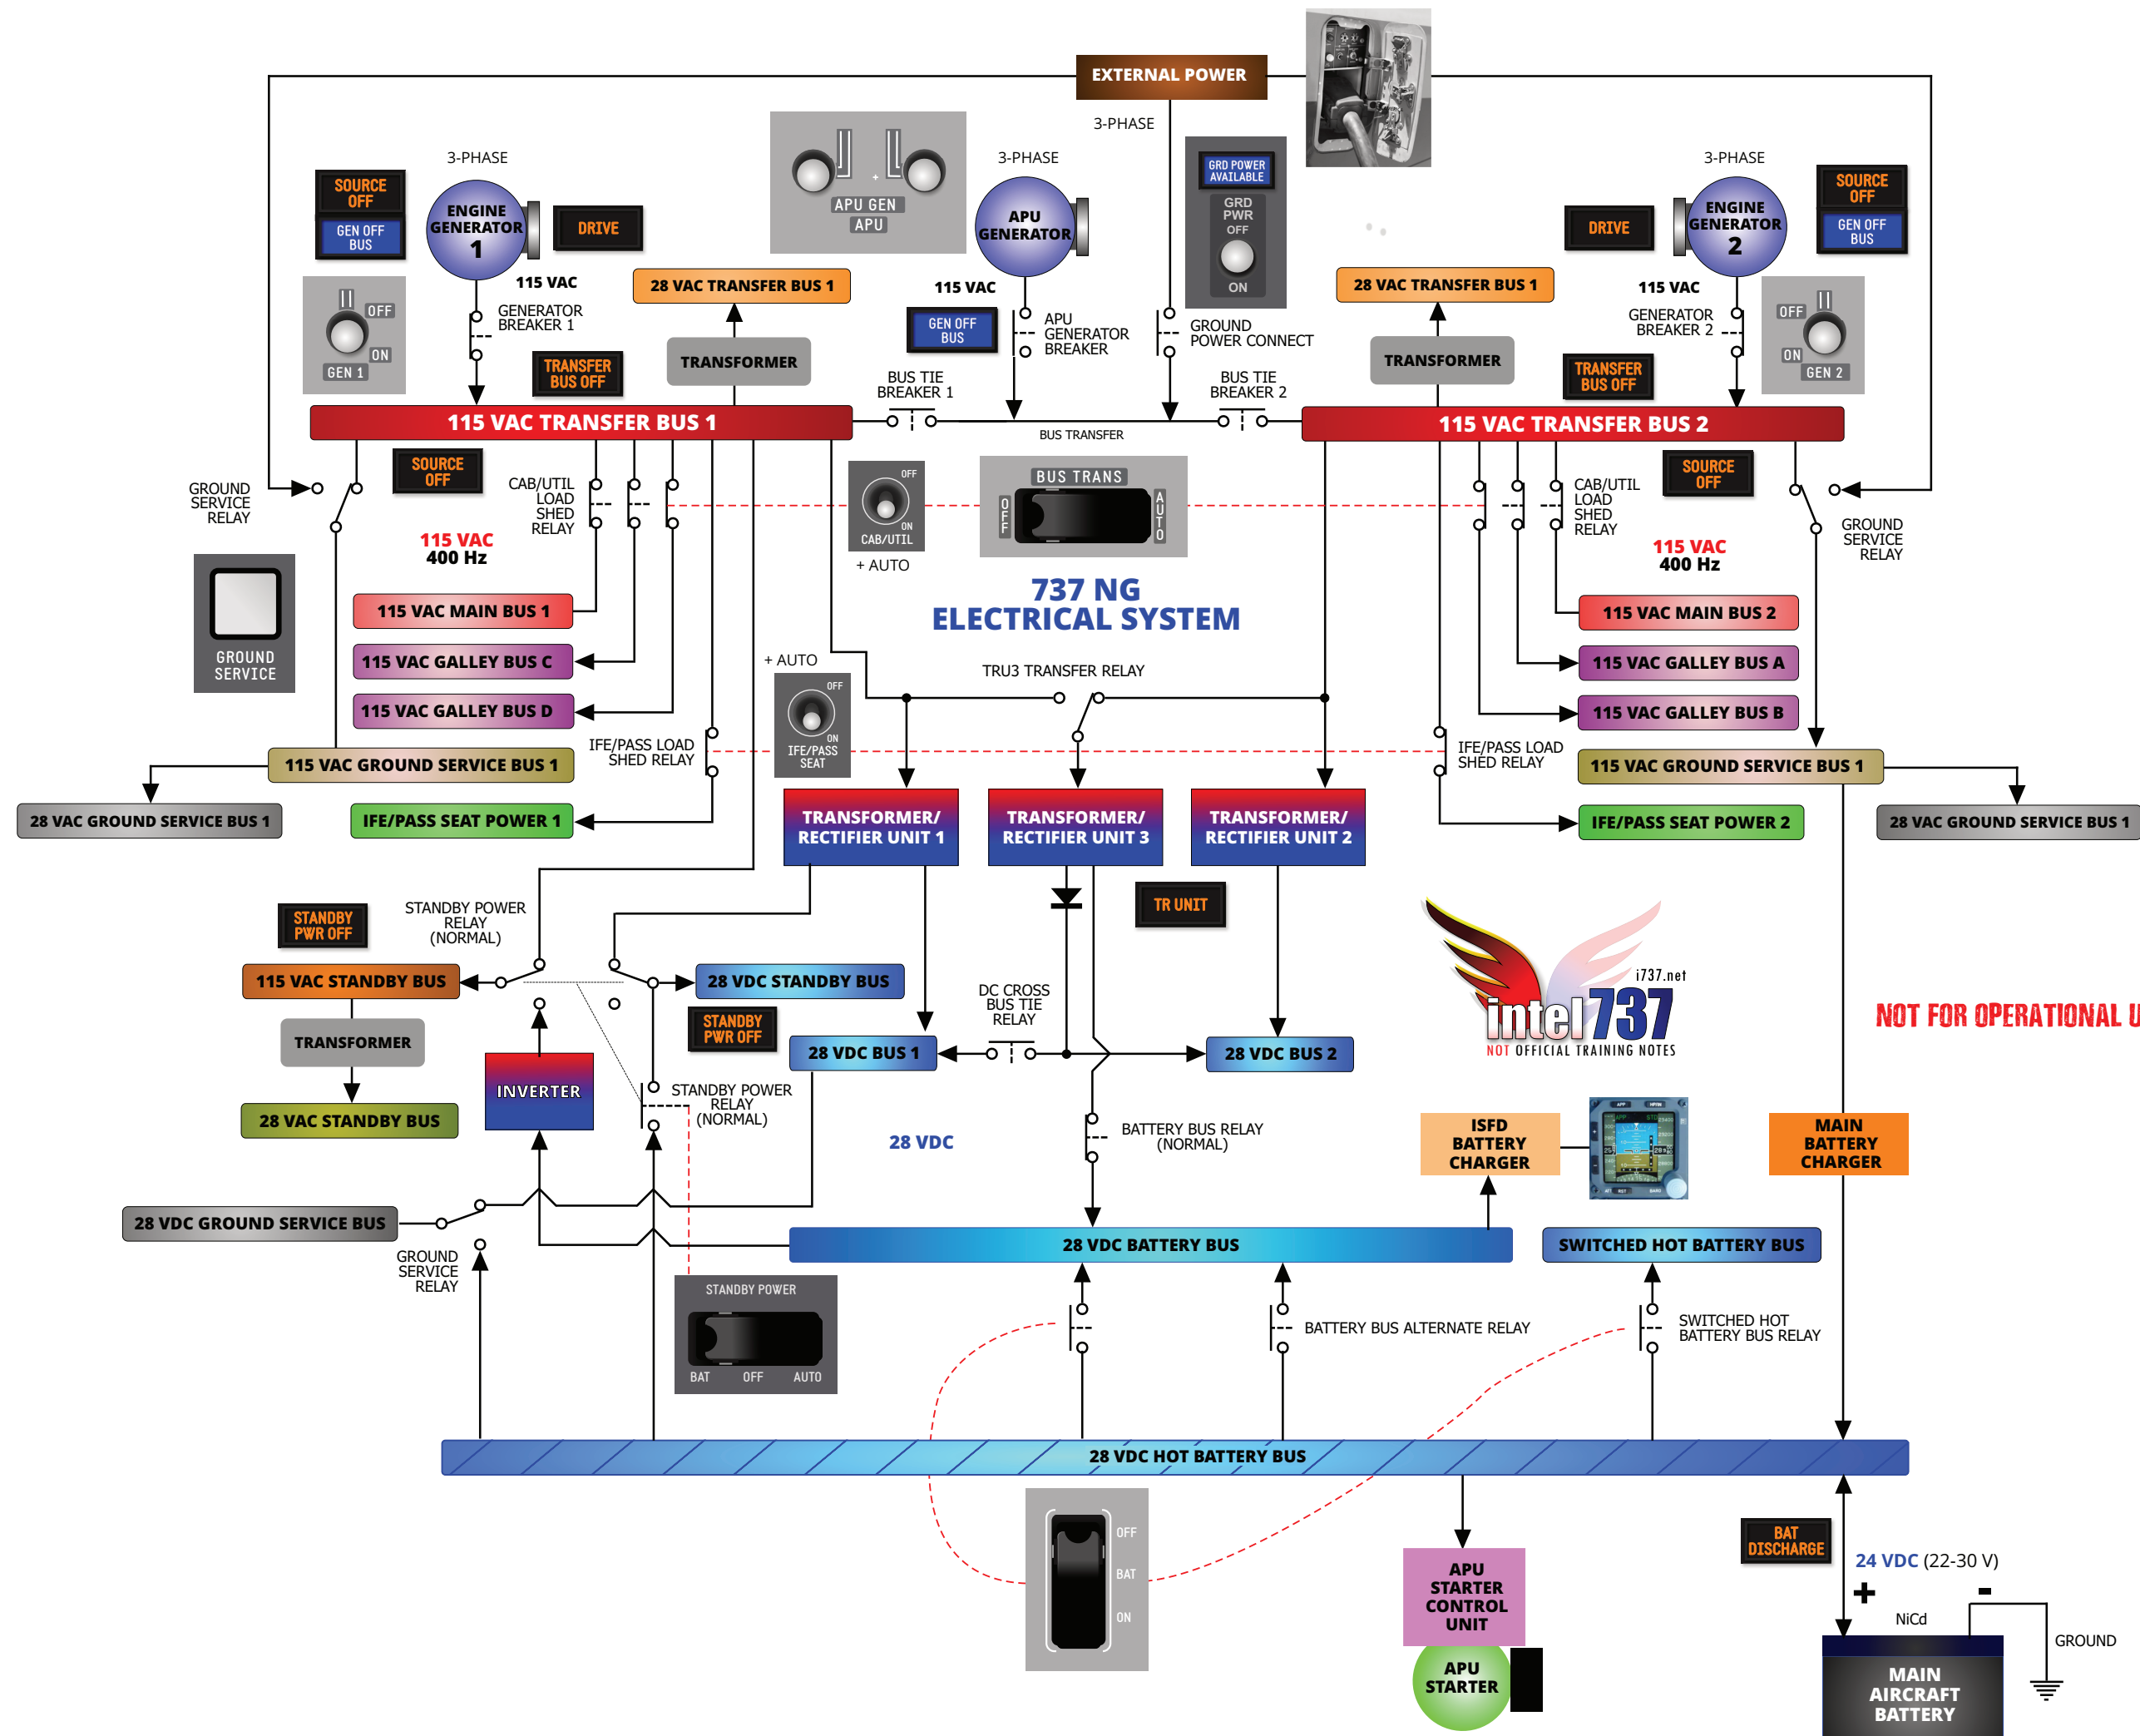 EXTERNAL POWER
3-PHASE
3-PHASE
SOURCE
OFF
GEN OFF
BUS
ENGINE
GENERATOR
1
DRIVE
115 VAC
GENERATOR
BREAKER 1
OFF
ON
GEN 1
TRANSFER
BUS OFF
28 VAC TRANSFER BUS 1
TRANSFORMER
APU GEN
APU
3-PHASE
APU
GENERATOR
115 VAC
GEN OFF
BUS
APU
GENERATOR
BREAKER
GRD POWER
AVAILABLE
GRD
PWR
OFF
ON
GROUND
POWER CONNECT
BUS TIE
BREAKER 1
BUS TIE
BREAKER 2
BUS TRANSFER
28 VAC TRANSFER BUS 1
TRANSFORMER
3-PHASE
DRIVE
ENGINE
GENERATOR
2
SOURCE
OFF
GEN OFF
BUS
115 VAC
GENERATOR
BREAKER 2
TRANSFER
BUS OFF
OFF
ON
GEN 2
115 VAC TRANSFER BUS 1
115 VAC TRANSFER BUS 2
GROUND
SERVICE
RELAY
SOURCE
OFF
CAB/UTIL
LOAD
SHED
RELAY
115 VAC
400 Hz
OFF
ON
CAB/UTIL
+ AUTO
BUS TRANS
OFF
AUTO
SOURCE
OFF
CAB/UTIL
LOAD
SHED
RELAY
GROUND
SERVICE
RELAY
115 VAC
400 Hz
737 NG
ELECTRICAL SYSTEM
GROUND
SERVICE
115 VAC MAIN BUS 1
115 VAC GALLEY BUS C
115 VAC GALLEY BUS D
115 VAC GROUND SERVICE BUS 1
28 VAC GROUND SERVICE BUS 1
IFE/PASS SEAT POWER 1
IFE/PASS LOAD
SHED RELAY
+ AUTO
OFF
ON
IFE/PASS
SEAT
TRU3 TRANSFER RELAY
115 VAC MAIN BUS 2
115 VAC GALLEY BUS A
115 VAC GALLEY BUS B
IFE/PASS LOAD
SHED RELAY
115 VAC GROUND SERVICE BUS 1
IFE/PASS SEAT POWER 2
28 VAC GROUND SERVICE BUS 1
TRANSFORMER/
RECTIFIER UNIT 1
TRANSFORMER/
RECTIFIER UNIT 3
TRANSFORMER/
RECTIFIER UNIT 2
TR UNIT
STANDBY
PWR OFF
STANDBY POWER
RELAY
(NORMAL)
115 VAC STANDBY BUS
TRANSFORMER
28 VAC STANDBY BUS
INVERTER
28 VDC STANDBY BUS
STANDBY
PWR OFF
STANDBY POWER
RELAY
(NORMAL)
DC CROSS
BUS TIE
RELAY
28 VDC BUS 1
28 VDC BUS 2
28 VDC
BATTERY BUS RELAY
(NORMAL)
i737.net
intel737
NOT OFFICIAL TRAINING NOTES
NOT FOR OPERATIONAL U
ISFD
BATTERY
CHARGER
APP
HP/IN
APP
STD
RST
BARO
MAIN
BATTERY
CHARGER
28 VDC GROUND SERVICE BUS
GROUND
SERVICE
RELAY
28 VDC BATTERY BUS
SWITCHED HOT BATTERY BUS
STANDBY POWER
BAT
OFF
AUTO
BATTERY BUS ALTERNATE RELAY
SWITCHED HOT
BATTERY BUS RELAY
28 VDC HOT BATTERY BUS
OFF
BAT
ON
APU
STARTER
CONTROL
UNIT
APU
STARTER
BAT
DISCHARGE
24 VDC (22-30 V)
+
-
NiCd
GROUND
MAIN
AIRCRAFT
BATTERY